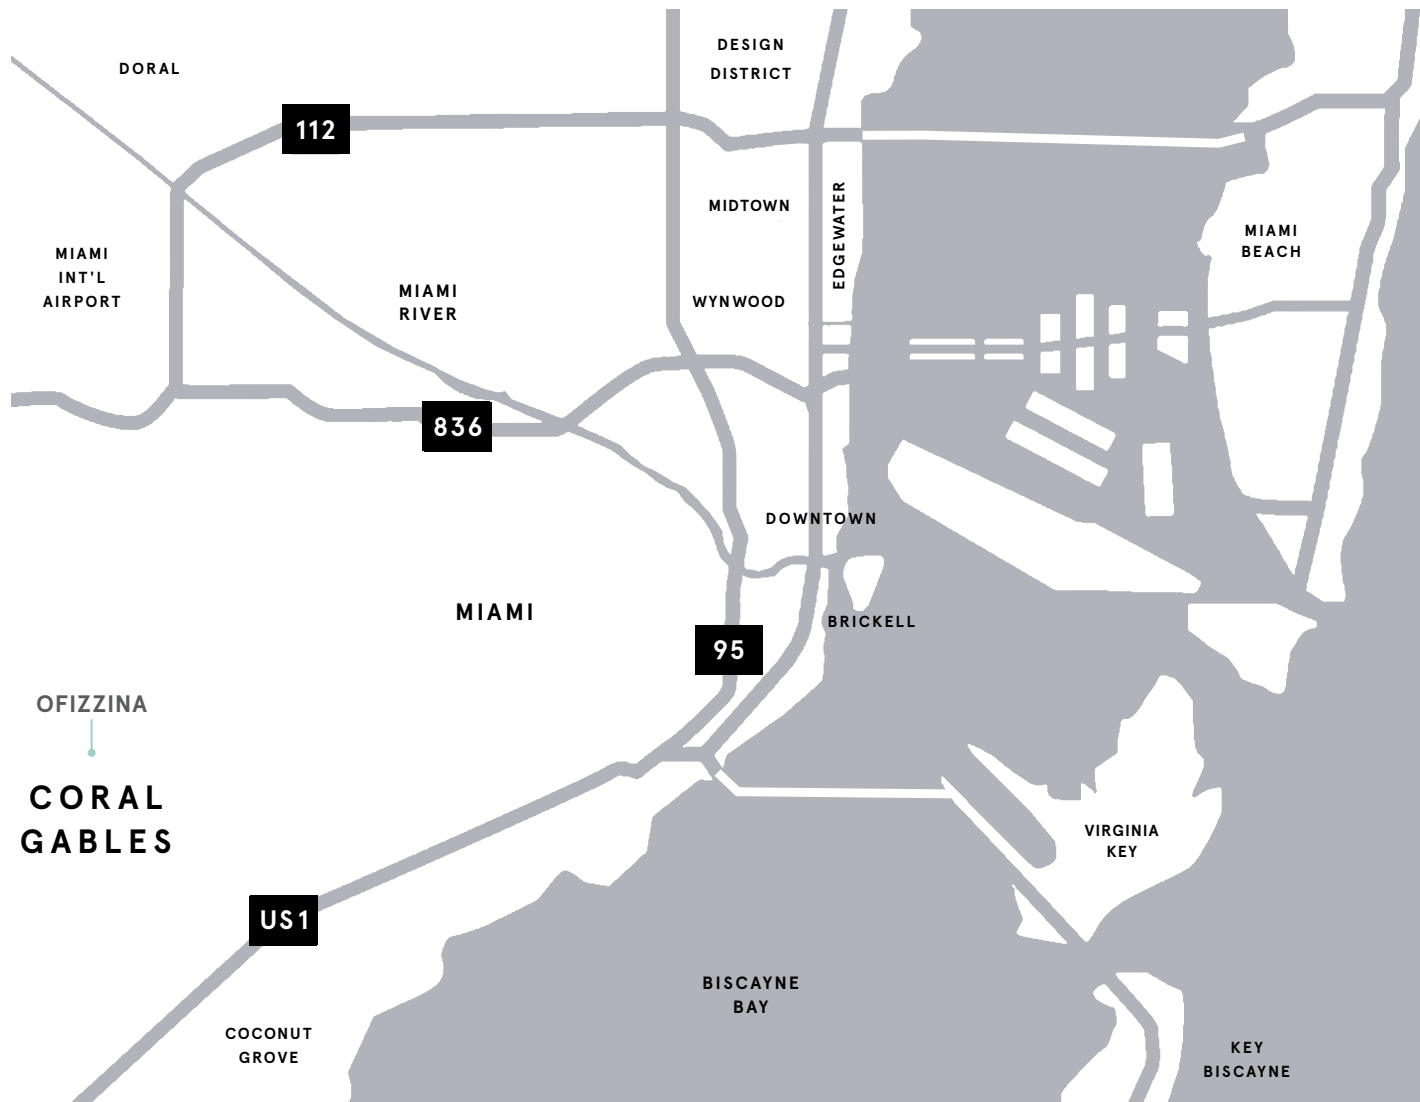 DESIGN
DISTRICT
DORAL
112
MIDTOWN
EDGEWATER
MIAMI
BEACH
MIAMI
INT'L
AIRPORT
MIAMI
RIVER
WYNWOOD
836
DOWNTOWN
MIAMI
BRICKELL
95
OFIZZINA
CORAL
GABLES
VIRGINIA
KEY
US1
BISCAYNE
BAY
COCONUT
GROVE
KEY
BISCAYNE